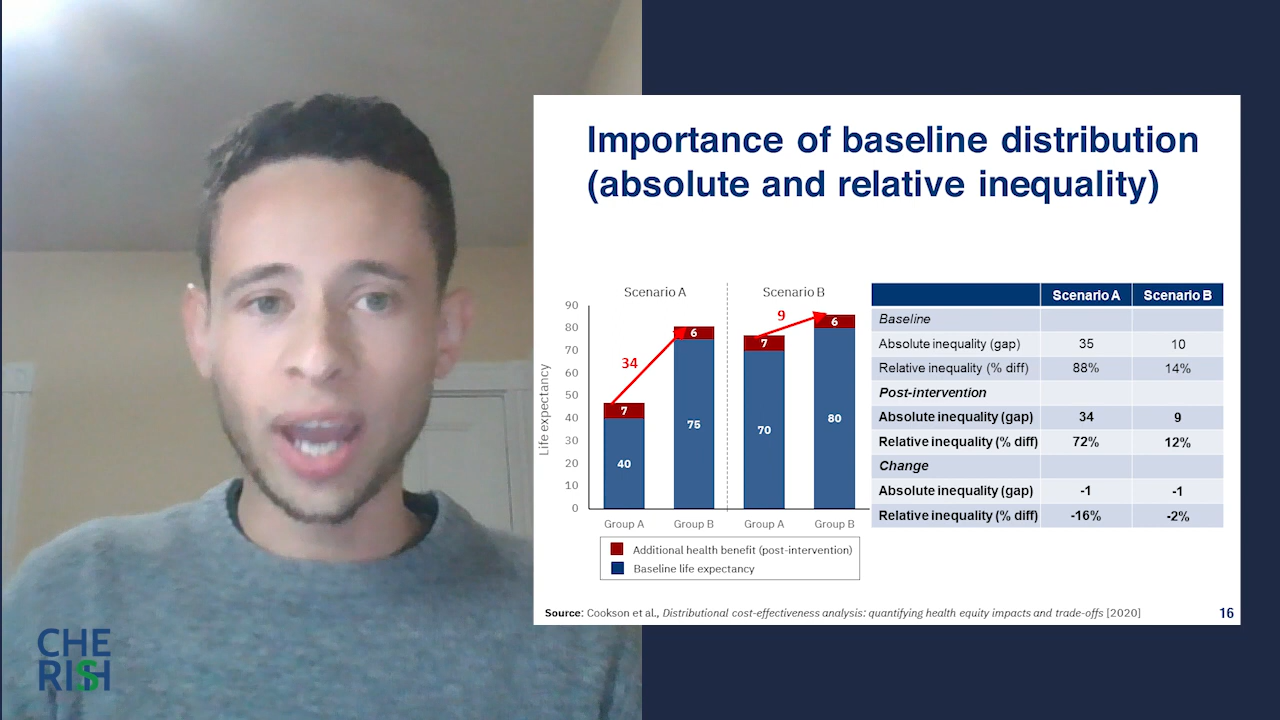 Importance of baseline distribution
(absolute and relative inequality)
Scenario A
Scenario B
Life expectancy
90
80
70
60
50
40
30
20
10
0
34
9
7
6
7
6
40
75
70
80
Group A
Group B
Group A
Group B
Additional health benefit (post-intervention)
Baseline life expectancy
Scenario A Scenario B
Baseline
Absolute inequality (gap) 35 10
Relative inequality (% diff) 88% 14%
Post-intervention
Absolute inequality (gap) 34 9
Relative inequality (% diff) 72% 12%
Change
Absolute inequality (gap) -1 -1
Relative inequality (% diff) -16% -2%
Source: Cookson et al., Distributional cost-effectiveness analysis: quantifying health equity impacts and trade-offs [2020]
16
CHE
RISH